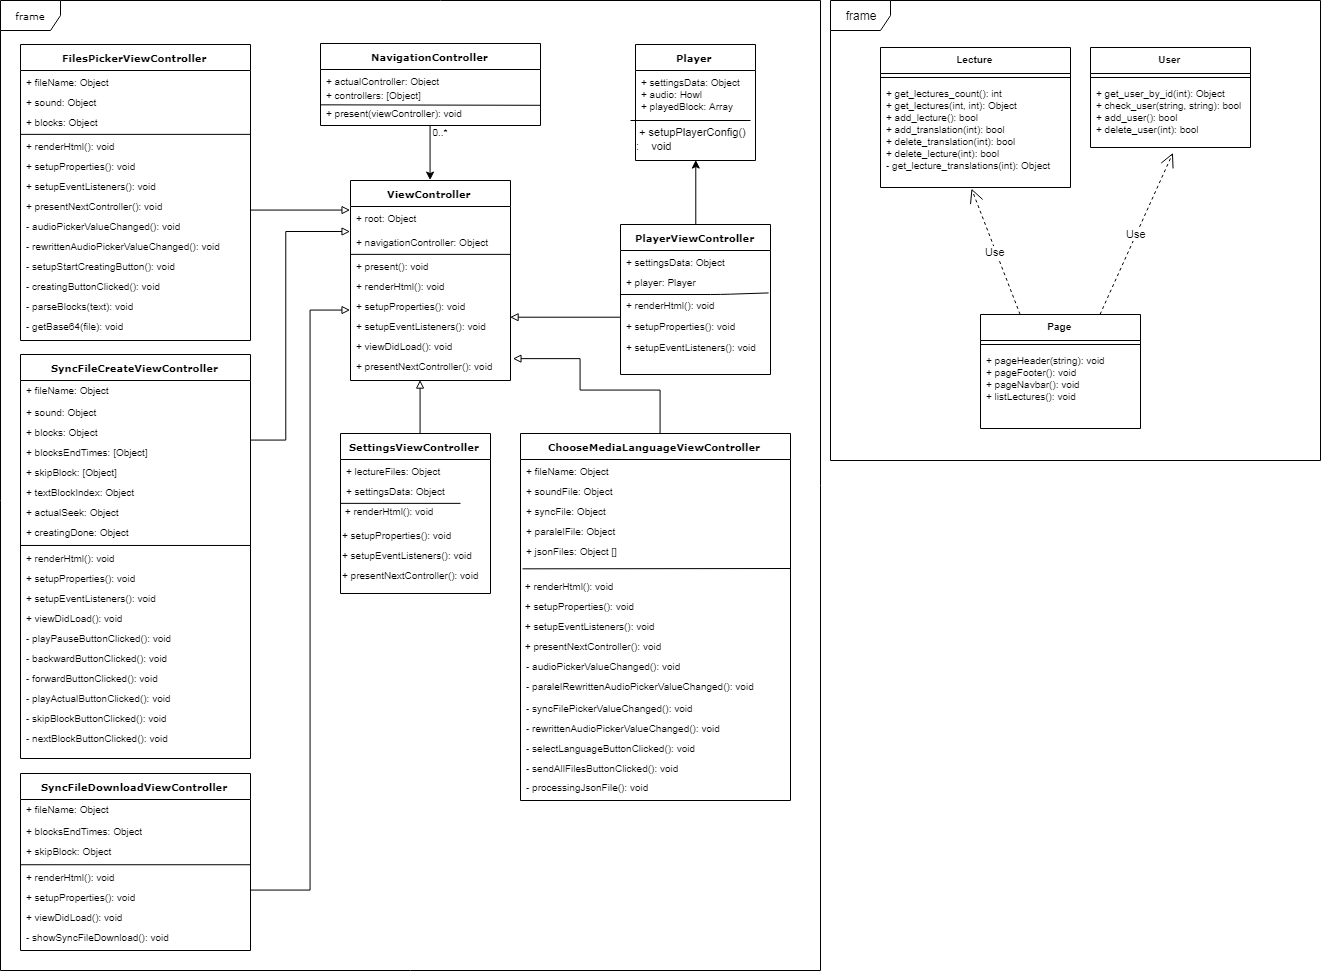 frame
FilesPickerViewController
+ fileName: Object
+ sound: Object
+ blocks: Object
+ renderHtml(): void
+ setupProperties(): void
+ setupEventListeners(): void
+ presentNextController(): void
- audioPickerValueChanged(): void
- rewrittenAudioPickerValueChanged(): void
- setupStartCreatingButton(): void
- creatingButtonClicked(): void
- parseBlocks(text): void
- getBase64(file): void
SyncFileCreateViewController
+ fileName: Object
+ sound: Object
+ blocks: Object
+ blocksEndTimes: [Object]
+ skipBlock: [Object]
+ textBlockIndex: Object
+ actualSeek: Object
+ creatingDone: Object
+ renderHtml(): void
+ setupProperties(): void
+ setupEventListeners(): void
+ viewDidLoad(): void
- playPauseButtonClicked(): void
- backwardButtonClicked(): void
- forwardButtonClicked(): void
- playActualButtonClicked(): void
- skipBlockButtonClicked(): void
- nextBlockButtonClicked(): void
SyncFileDownloadViewController
+ fileName: Object
+ blocksEndTimes: Object
+ skipBlock: Object
+ renderHtml(): void
+ setupProperties(): void
+ viewDidLoad(): void
- showSyncFileDownload(): void
NavigationController
+ actualController: Object
+ controllers: [Object]
+ present(viewController): void
0..*
ViewController
+ root: Object
+ navigationController: Object
+ present(): void
+ renderHtml(): void
+ setupProperties(): void
+ setupEventListeners(): void
+ viewDidLoad(): void
+ presentNextController(): void
SettingsViewController
+ lectureFiles: Object
+ settingsData: Object
+ renderHtml(): void
+ setupProperties(): void
+ setupEventListeners(): void
+ presentNextController(): void
Player
+ settingsData: Object
+ audio: Howl
+ playedBlock: Array
+ setupPlayerConfig()
: void
PlayerViewController
+ settingsData: Object
+ player: Player
+ renderHtml(): void
+ setupProperties(): void
+ setupEventListeners(): void
ChooseMediaLanguageViewController
+ fileName: Object
+ soundFile: Object
+ syncFile: Object
+ paralelFile: Object
+ jsonFiles: Object []
+ renderHtml(): void
+ setupProperties(): void
+ setupEventListeners(): void
+ presentNextController(): void
- audioPickerValueChanged(): void
- paralelRewrittenAudioPickerValueChanged(): void
- syncFilePickerValueChanged(): void
- rewrittenAudioPickerValueChanged(): void
- selectLanguageButtonClicked(): void
- sendAllFilesButtonClicked(): void
- processingJsonFile(): void
frame
Lecture
+ get_lectures_count(): int
+ get_lectures(int, int): Object
+ add_lecture(): bool
+ add_translation(int): bool
+ delete_translation(int): bool
+ delete_lecture(int): bool
- get_lecture_translations(int): Object
User
+ get_user_by_id(int): Object
+ check_user(string, string): bool
+ add_user(): bool
+ delete_user(int): bool
Use
Use
Page
+ pageHeader(string): void
+ pageFooter(): void
+ pageNavbar(): void
+ listLectures(): void